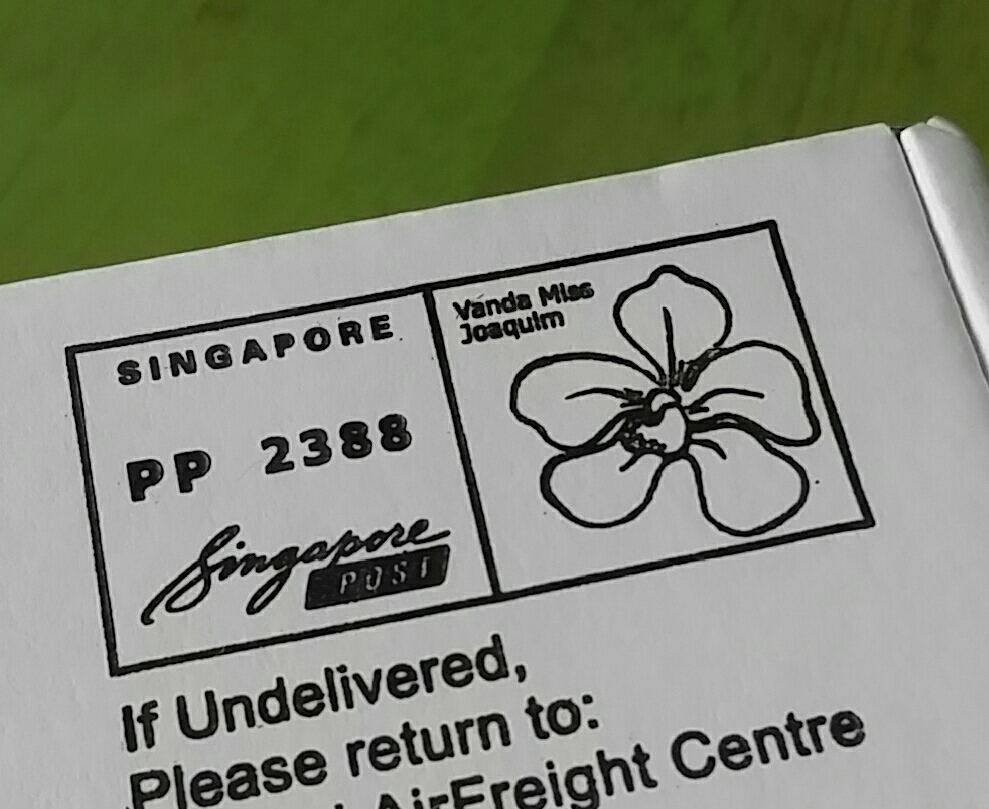 SINGAPORE
PP 2388
Singapore
POST
Vanda Miss
Joaquim
If Undelivered,
Please return to:
AirFreight Centre